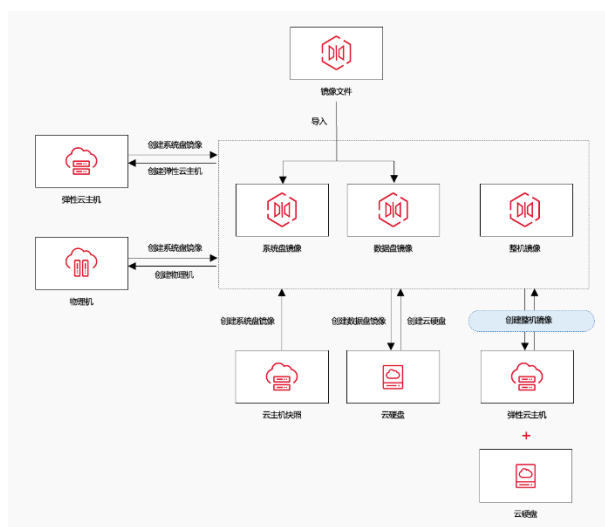 镜像文件
导入
创建系统盘镜像
创建弹性云主机
弹性云主机
系统盘镜像
数据盘镜像
整机镜像
创建系统盘镜像
创建物理机
物理机
创建系统盘镜像
创建数据盘镜像
创建云硬盘
创建整机镜像
云主机快照
云硬盘
弹性云主机
+
云硬盘